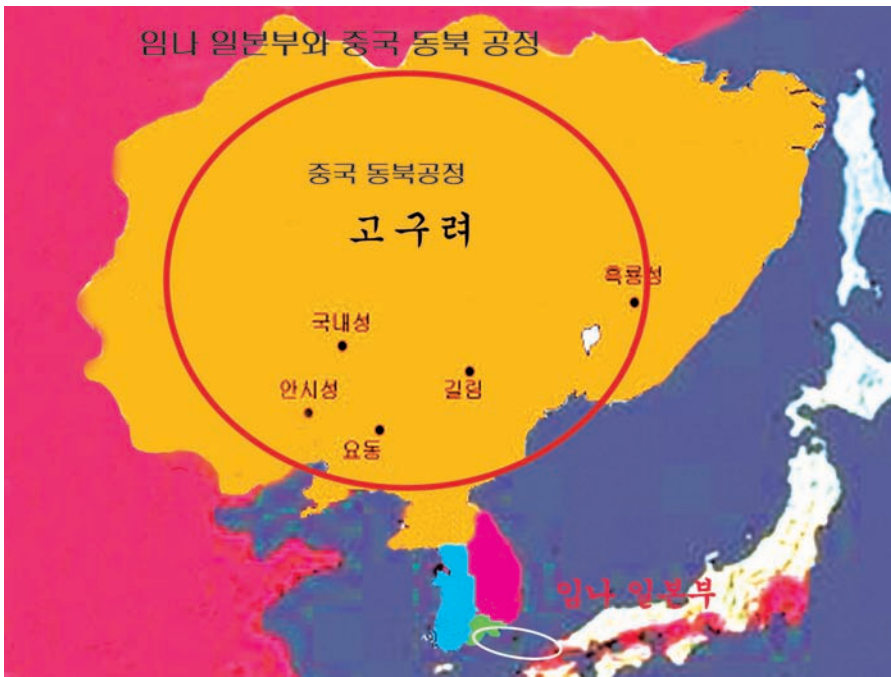 임나 일본부와 중국 동북 공정
중국 동북공정
고구려
흑룡성
국내성
길림
안시성
요동
임나 일본부